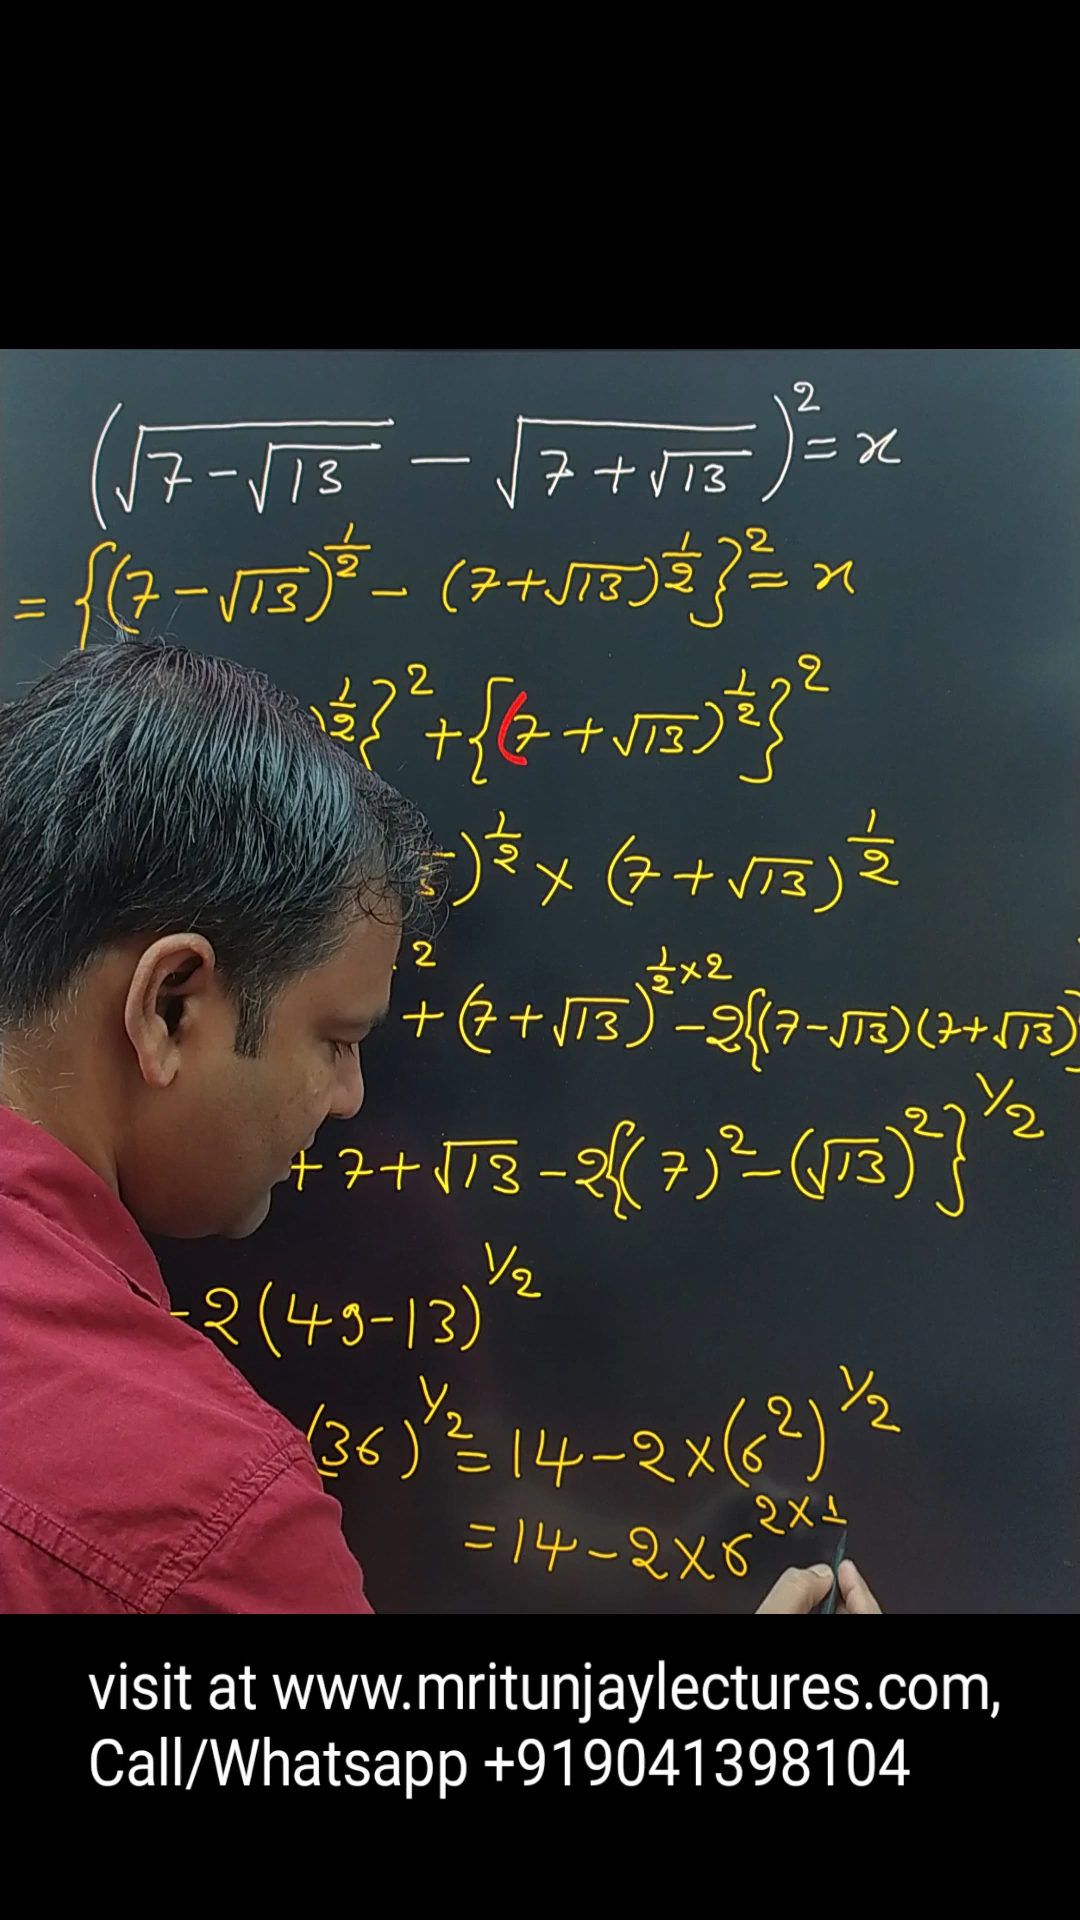 (√(7-√13) - √(7+√13))² = x
= {(7-√13)^½ - (7+√13)^½}² = x
½}² + {(7+√13)^½}²
)^½ × (7+√13)^½
2 + (7+√13)^½×2 - 2{(7-√13)(7+√13)}
+7+√13-2{(7)²-(√13)²}^1/2
-2(49-13)^1/2
(36)^1/2 = 14-2×(6²)^1/2
= 14-2×6^2×1
visit at www.mritunjaylectures.com,
Call/Whatsapp +919041398104